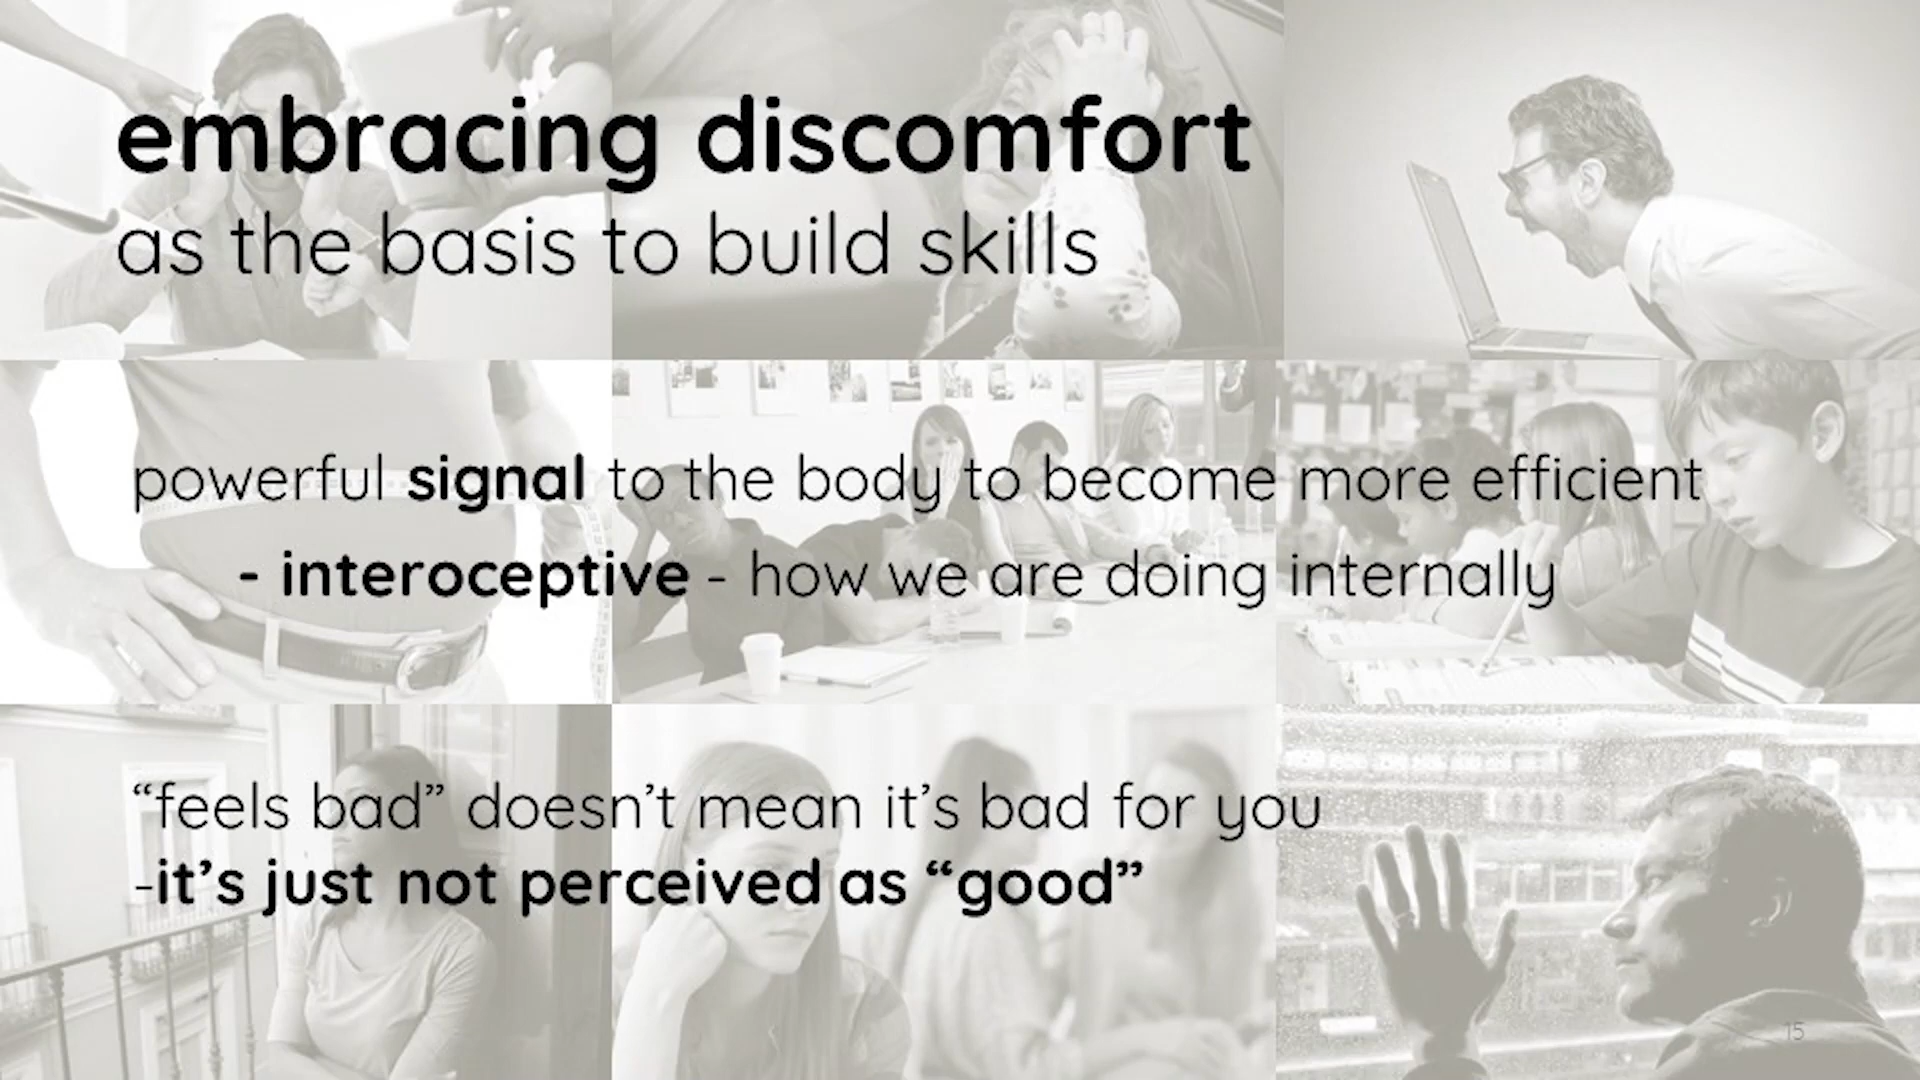 embracing discomfort
as the basis to build skills
powerful signal to the body to become more efficient
- interoceptive - how we are doing internally
“feels bad” doesn’t mean it’s bad for you
-it’s just not perceived as “good”
15